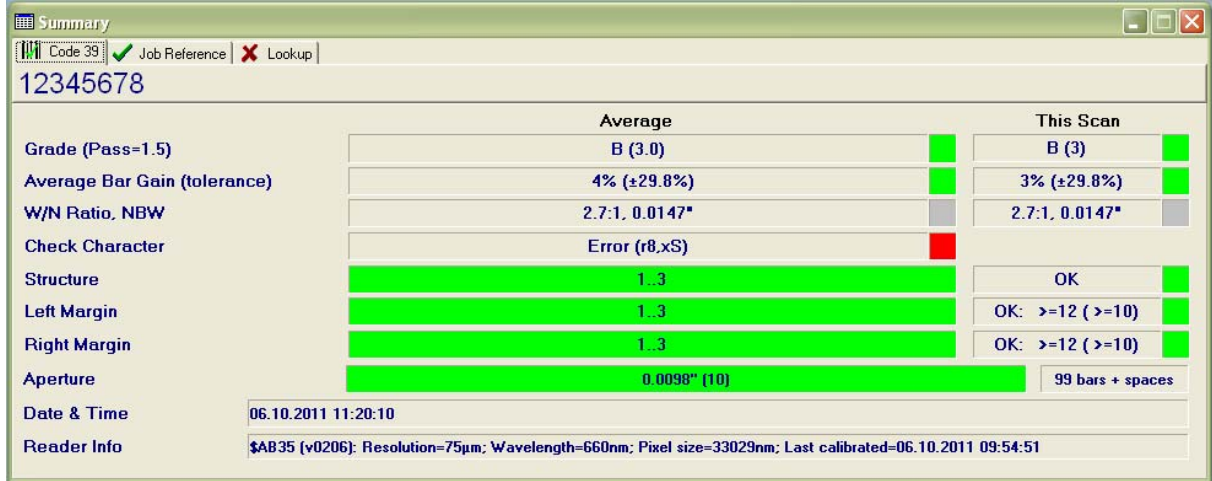 Summary
Code 39 Job Reference Lookup
12345678
Average This Scan
Grade (Pass=1.5) B (3.0) B (3)
Average Bar Gain (tolerance) 4% (±29.8%) 3% (±29.8%)
W/N Ratio, NBW 2.7:1, 0.0147" 2.7:1, 0.0147"
Check Character Error (r8,xS)
Structure 1..3 OK
Left Margin 1..3 OK: >=12 ( >=10)
Right Margin 1..3 OK: >=12 ( >=10)
Aperture 0.0098" (10) 99 bars + spaces
Date & Time 06.10.2011 11:20:10
Reader Info $AB35 (v0206): Resolution=75µm; Wavelength=660nm; Pixel size=33029nm; Last calibrated=06.10.2011 09:54:51